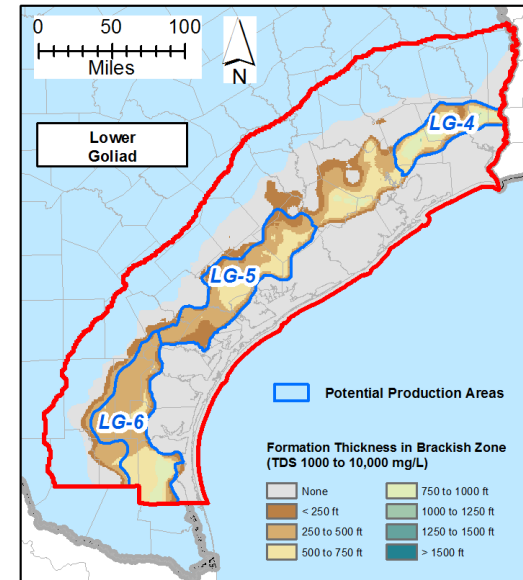 0 50 100
Miles
N
Lower
Goliad
LG-4
LG-5
LG-6
Potential Production Areas
Formation Thickness in Brackish Zone
(TDS 1000 to 10,000 mg/L)
None
< 250 ft
250 to 500 ft
500 to 750 ft
750 to 1000 ft
1000 to 1250 ft
1250 to 1500 ft
> 1500 ft